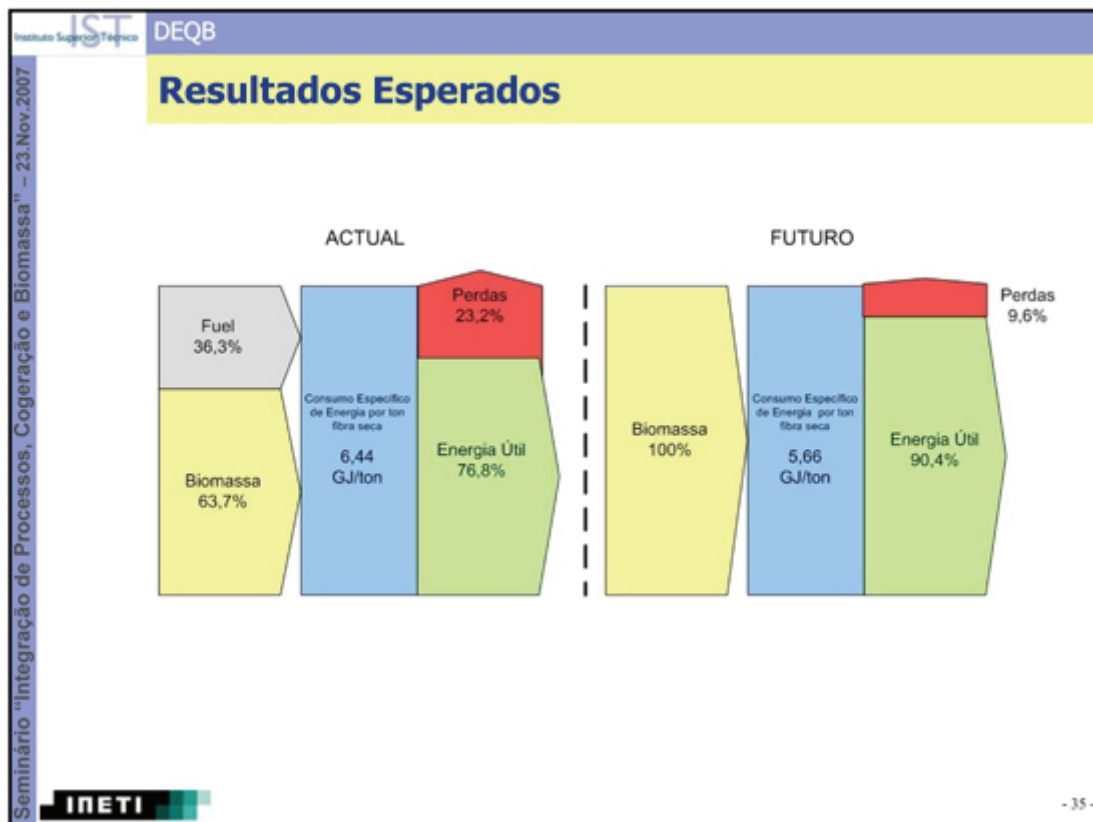 IST
Instituto Superior Técnico
DEQB
Seminário "Integração de Processos, Cogeração e Biomassa" – 23.Nov.2007
Resultados Esperados
ACTUAL
Fuel
36,3%
Biomassa
63,7%
Consumo Específico
de Energia por ton
fibra seca
6,44
GJ/ton
Perdas
23,2%
Energia Útil
76,8%
FUTURO
Biomassa
100%
Consumo Específico
de Energia por ton
fibra seca
5,66
GJ/ton
Perdas
9,6%
Energia Útil
90,4%
INETI
- 35 -